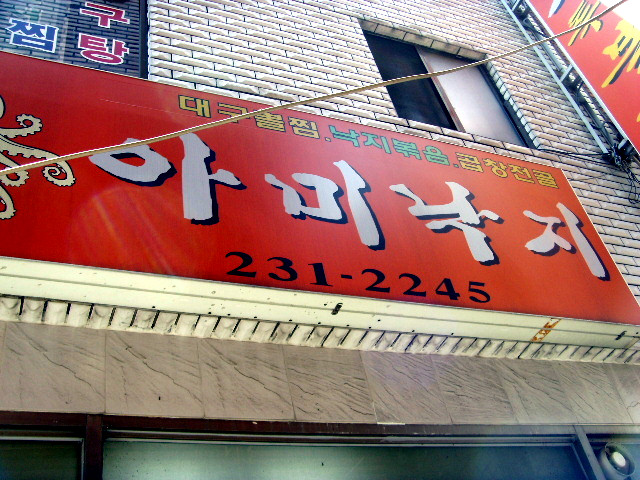 구
찜 탕
대구뽈찜.낙지볶음.곱창전골
아미낙지
231-2245